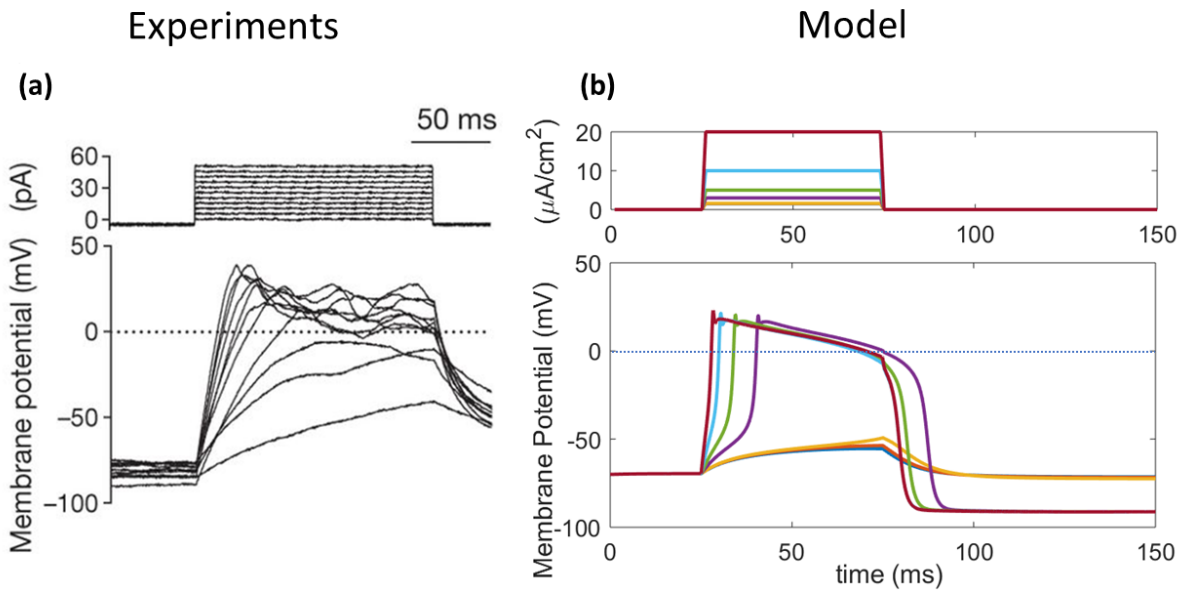 Experiments
Model
(a)
(b)
50 ms
60
30
0
(pA)
50
0
−50
−100
Membrane potential (mV)
20
10
0
(μA/cm²)
0
50
100
150
50
0
-50
-100
Membrane Potential (mV)
0
50
100
150
time (ms)